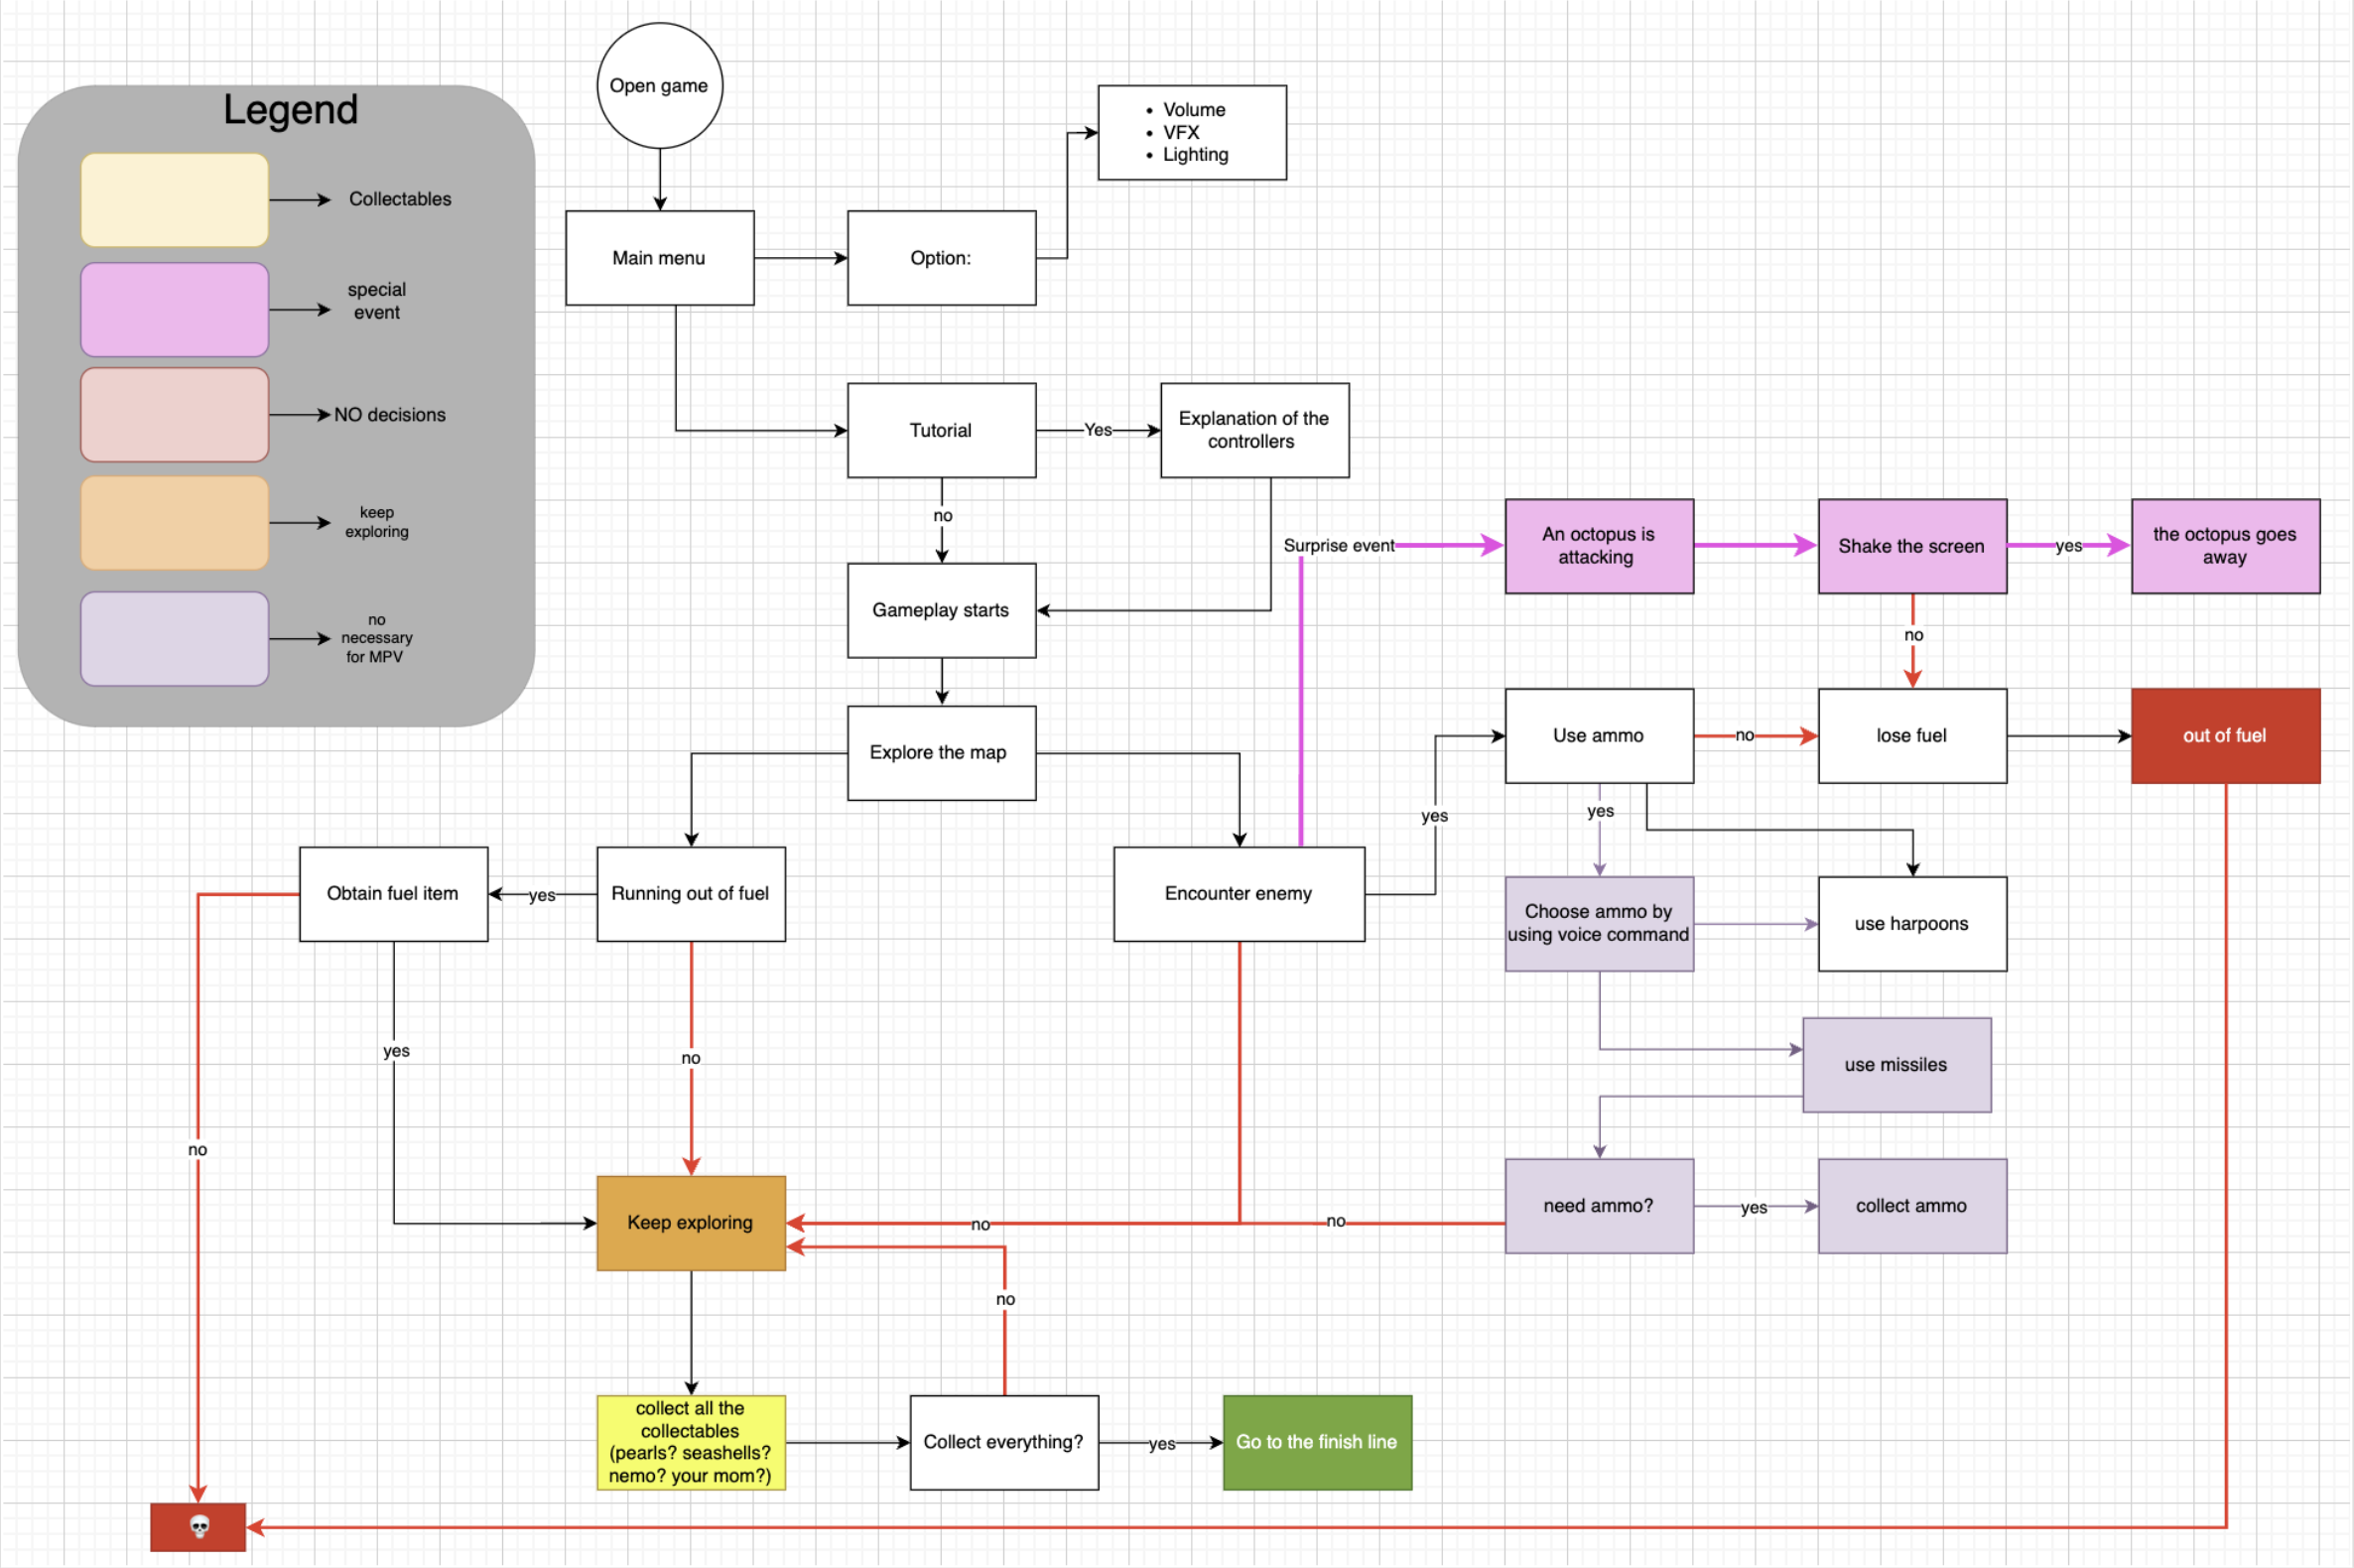 Open game
Legend
• Volume
• VFX
• Lighting
Collectables
Main menu
Option:
special
event
NO decisions
Tutorial
Yes
Explanation of the
controllers
keep
exploring
no
Surprise event
An octopus is
attacking
Shake the screen
yes
the octopus goes
away
Gameplay starts
no
necessary
for MPV
no
Explore the map
Use ammo
no
lose fuel
out of fuel
yes
yes
Obtain fuel item
yes
Running out of fuel
Encounter enemy
Choose ammo by
using voice command
use harpoons
yes
no
use missiles
no
need ammo?
yes
collect ammo
Keep exploring
no
no
no
collect all the
collectables
(pearls? seashells?
nemo? your mom?)
Collect everything?
yes
Go to the finish line